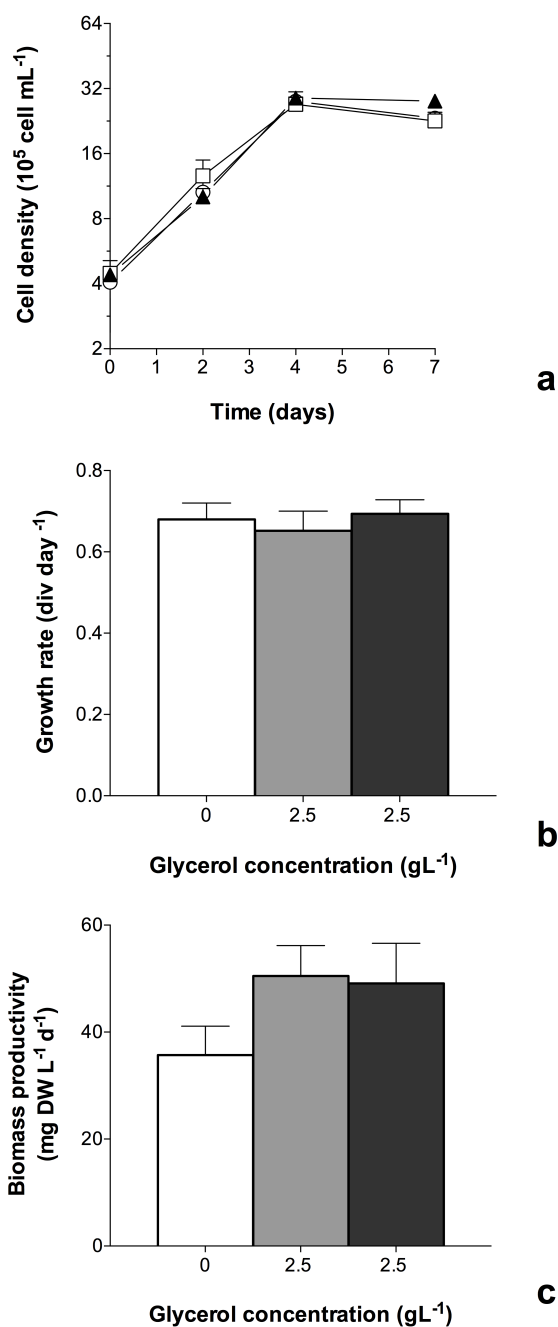 64
32
16
8
4
2
0 1 2 3 4 5 6 7
Cell density (10⁵ cell mL⁻¹)
Time (days)
a
0.8
0.6
0.4
0.2
0.0
Growth rate (div day ⁻¹)
0 2.5 2.5
Glycerol concentration (gL⁻¹)
b
60
40
20
0
Biomass productivity
(mg DW L⁻¹ d⁻¹)
0 2.5 2.5
Glycerol concentration (gL⁻¹)
c